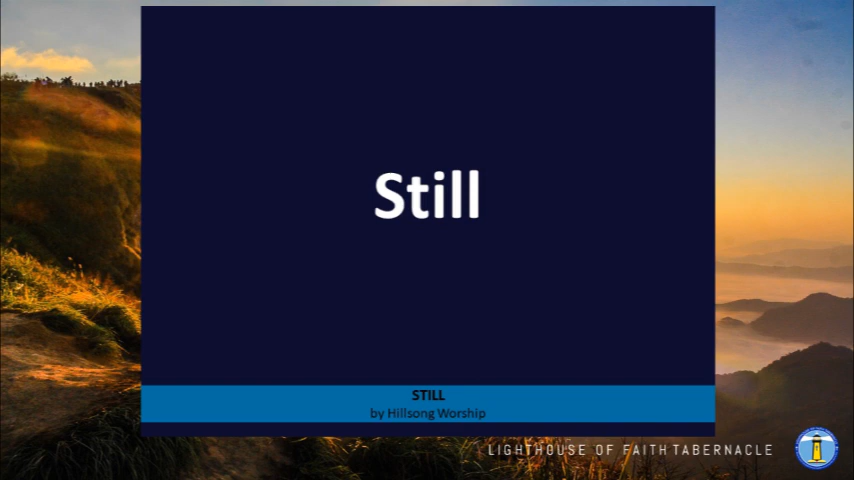 Still
STILL
by Hillsong Worship
LIGHTHOUSE OF FAITH TABERNACLE